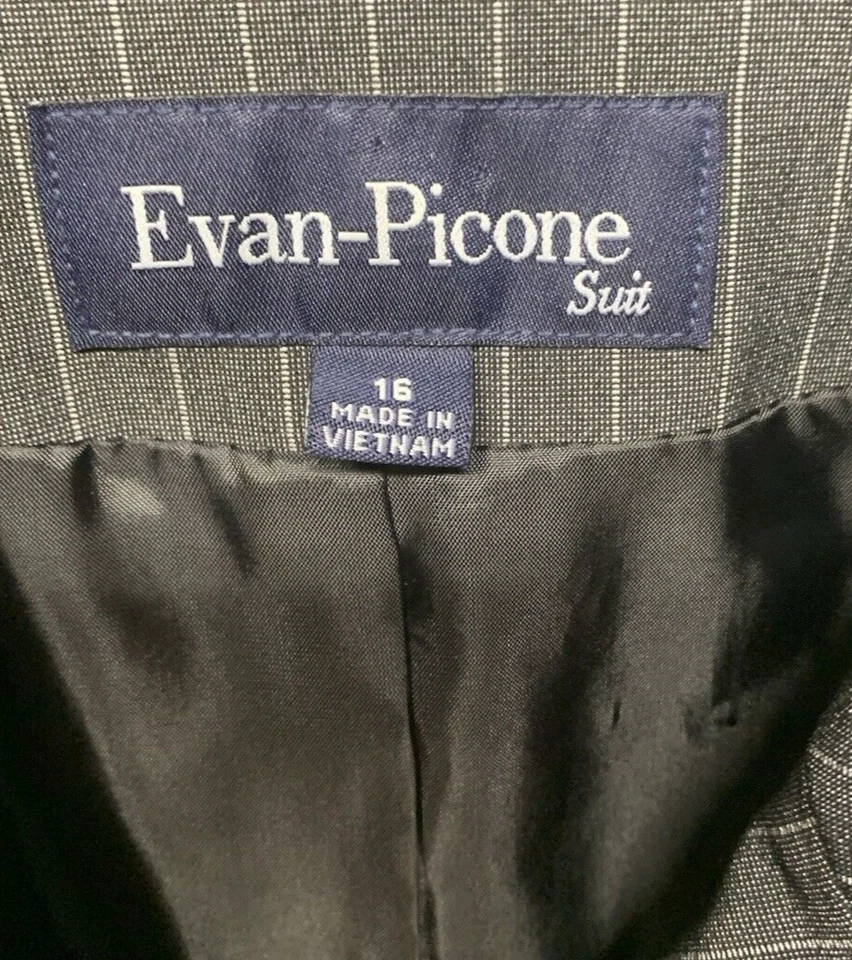 Evan-Picone
Suit
16
MADE IN
VIETNAM